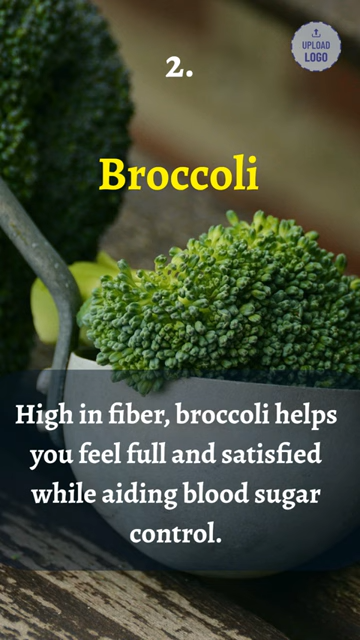 2.
UPLOAD
LOGO
Broccoli
High in fiber, broccoli helps
you feel full and satisfied
while aiding blood sugar
control.